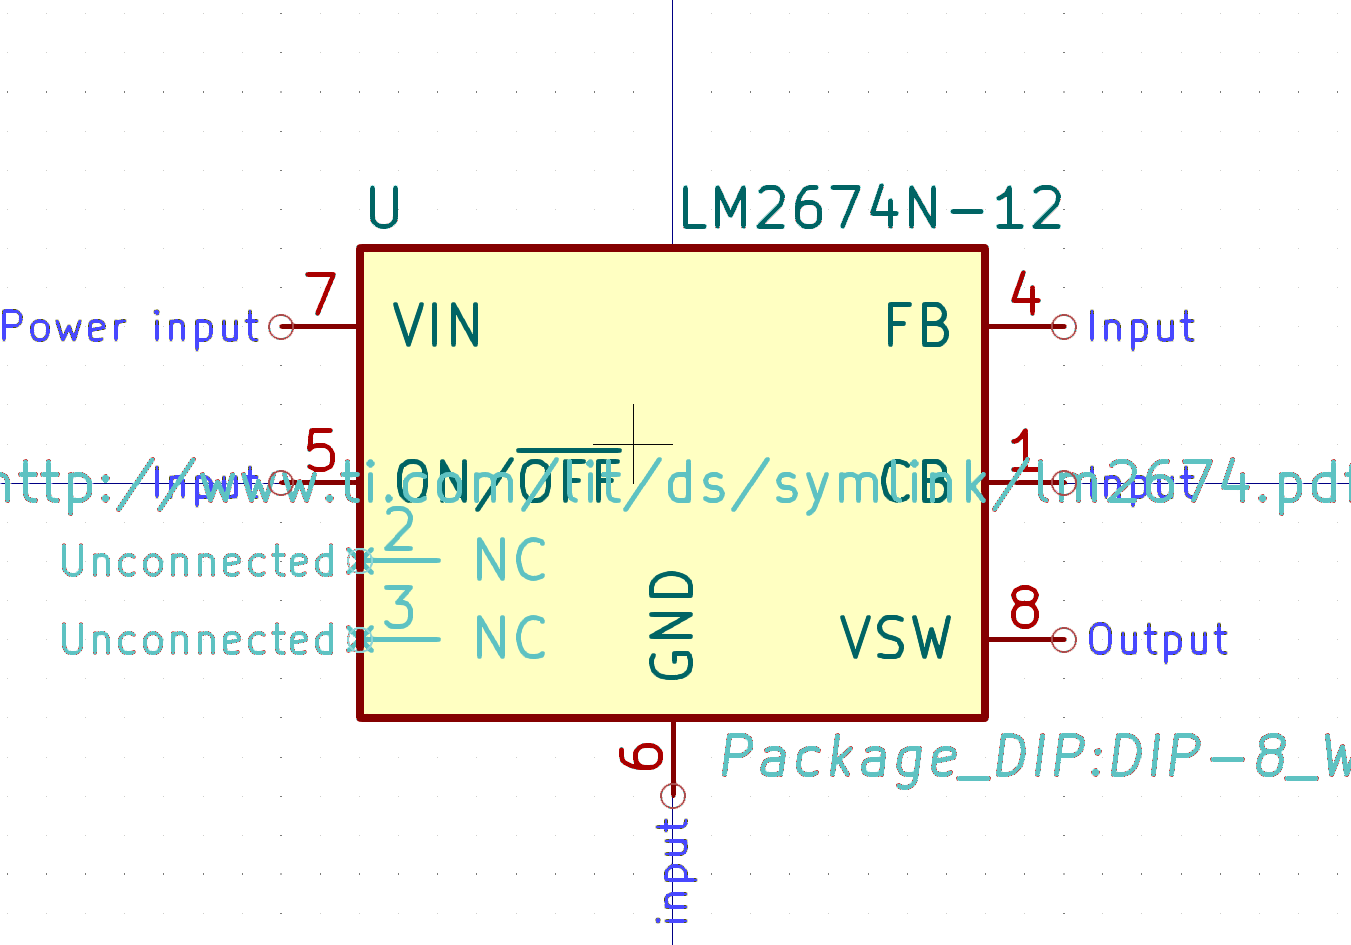 U LM2674N-12
7 4
Power input VIN FB Input
5 1
Input ON/OFF CB Input
http://www.ti.com/lit/ds/symlink/lm2674.pdf
2
Unconnected NC
3
Unconnected NC
8
GND VSW Output
6
Package_DIP:DIP-8_W
input